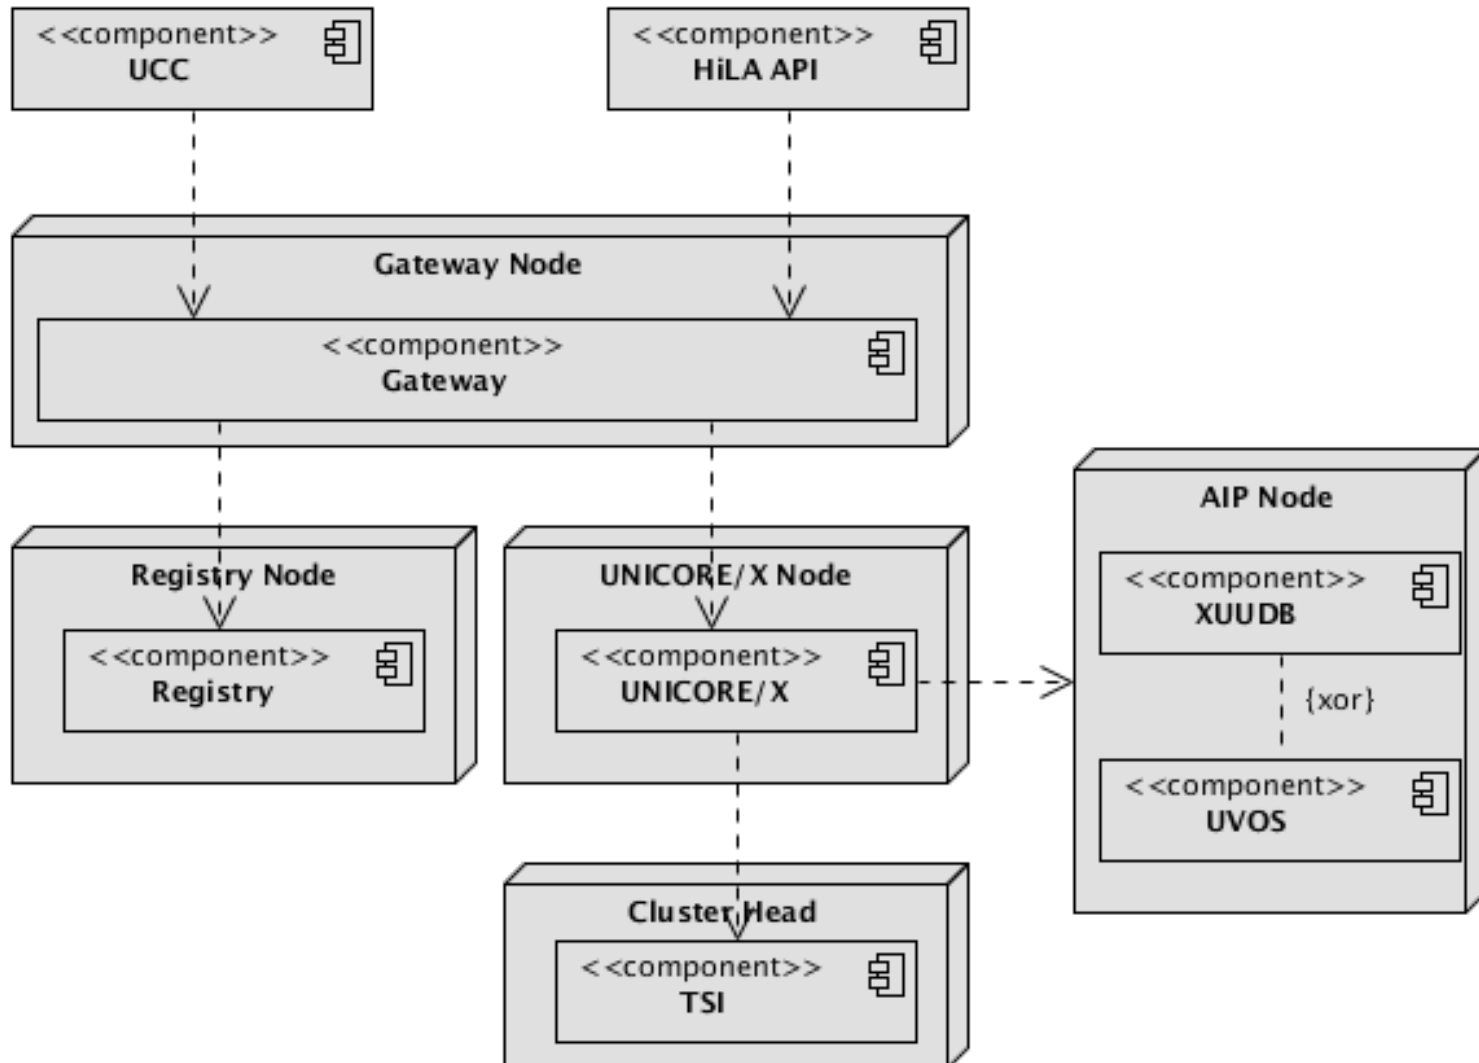 <<component>>
UCC
<<component>>
HiLA API
Gateway Node
<<component>>
Gateway
Registry Node
<<component>>
Registry
UNICORE/X Node
<<component>>
UNICORE/X
AIP Node
<<component>>
XUUDB
{xor}
<<component>>
UVOS
Cluster Head
<<component>>
TSI